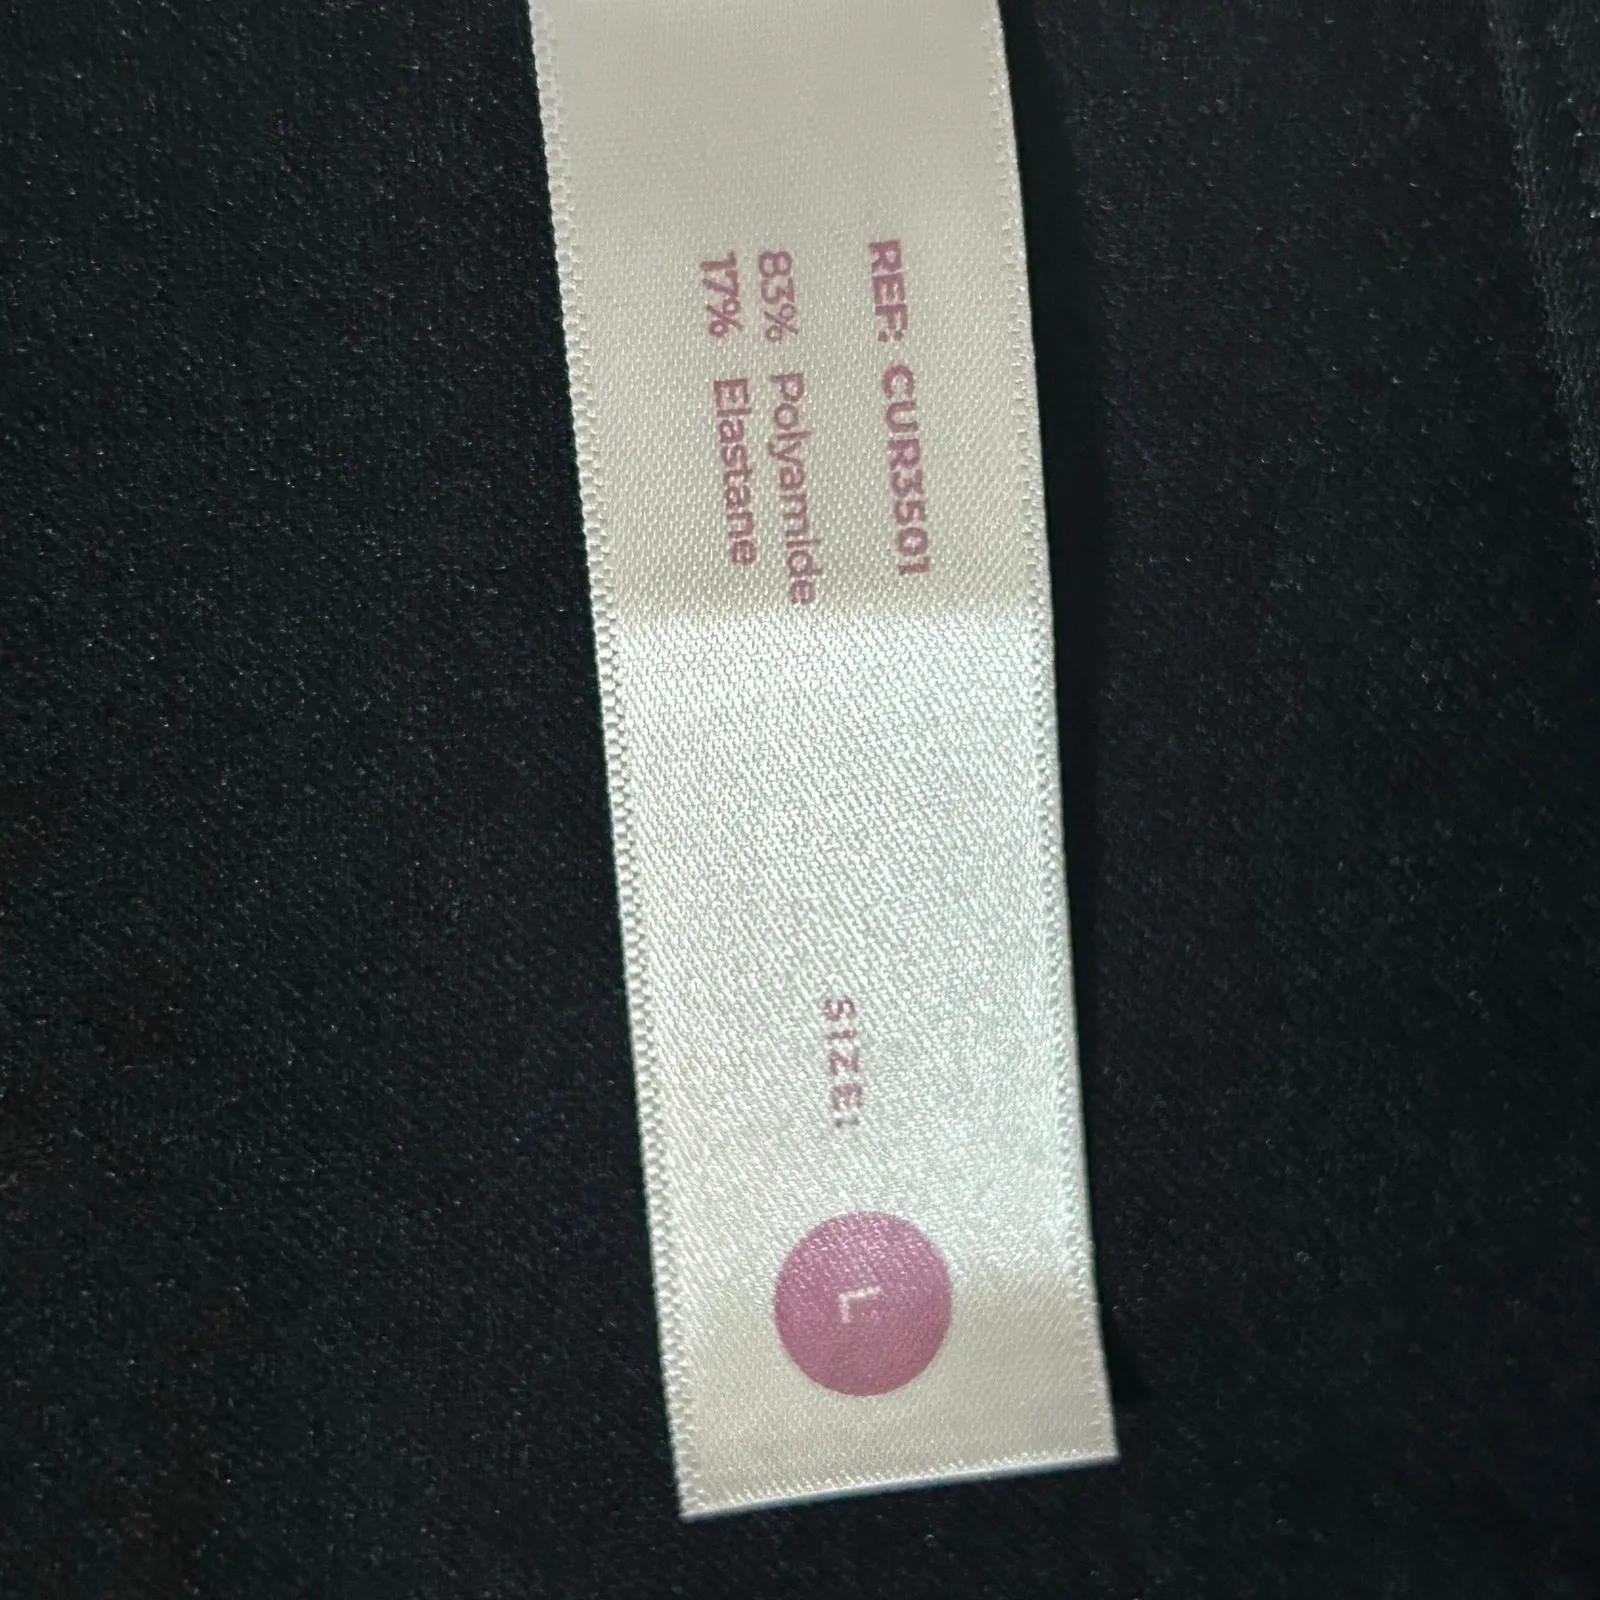 REF: CUR3501
83% Polyamide
17% Elastane
SIZE:
L